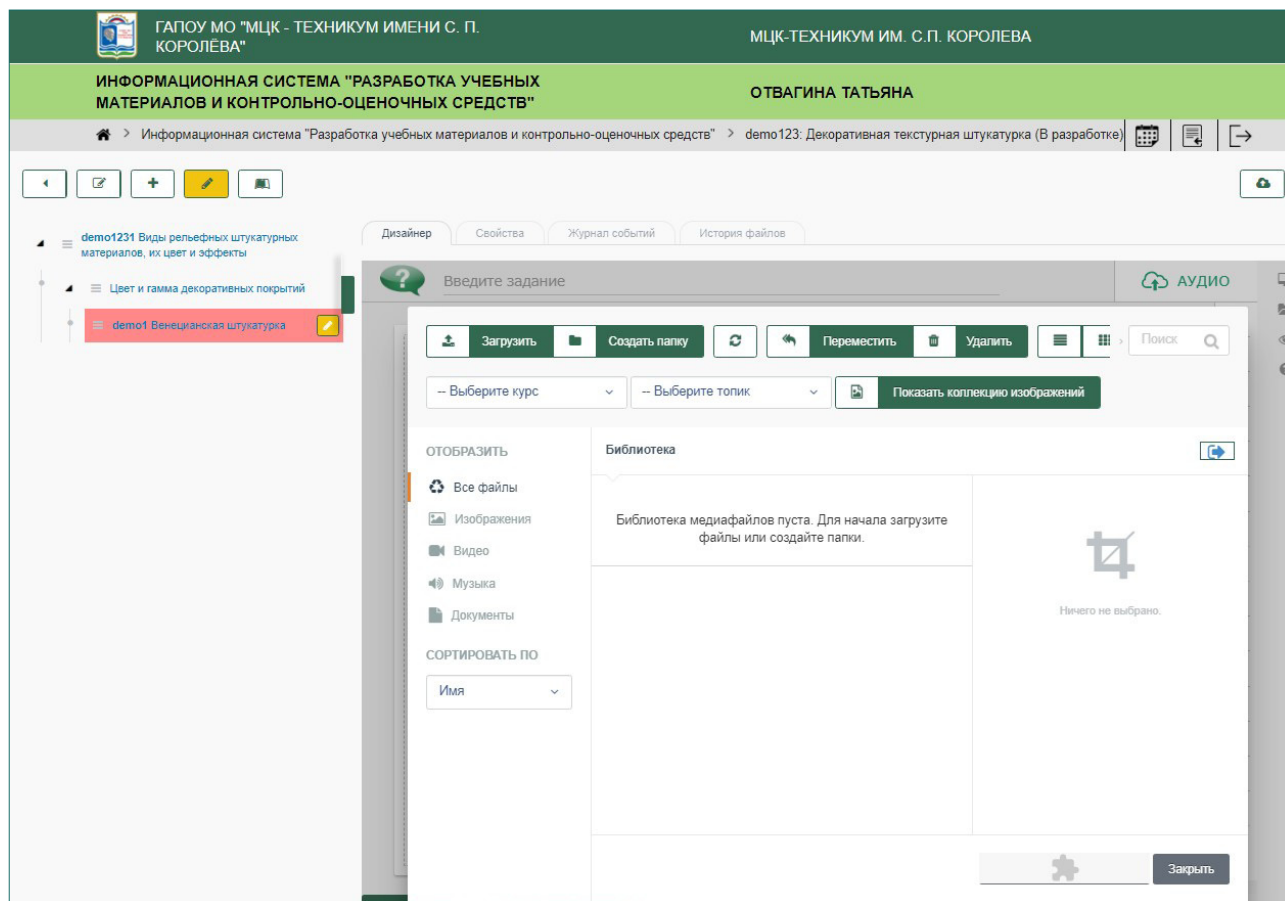 ГАПОУ МО "МЦК - ТЕХНИКУМ ИМЕНИ С. П.
КОРОЛЁВА"
МЦК-ТЕХНИКУМ ИМ. С.П. КОРОЛЕВА
ИНФОРМАЦИОННАЯ СИСТЕМА "РАЗРАБОТКА УЧЕБНЫХ
МАТЕРИАЛОВ И КОНТРОЛЬНО-ОЦЕНОЧНЫХ СРЕДСТВ"
ОТВАГИНА ТАТЬЯНА
> Информационная система "Разработка учебных материалов и контрольно-оценочных средств" > demo123: Декоративная текстурная штукатурка (В разработке)
demo1231 Виды рельефных штукатурных
материалов, их цвет и эффекты
Цвет и гамма декоративных покрытий
demo1 Венецианская штукатурка
Дизайнер
Свойства
Журнал событий
История файлов
?
Введите задание
АУДИО
Загрузить
Создать папку
Переместить
Удалить
Поиск
-- Выберите курс
-- Выберите топик
Показать коллекцию изображений
ОТОБРАЗИТЬ
Все файлы
Изображения
Видео
Музыка
Документы
СОРТИРОВАТЬ ПО
Имя
Библиотека
Библиотека медиафайлов пуста. Для начала загрузите
файлы или создайте папки.
Ничего не выбрано.
Закрыть